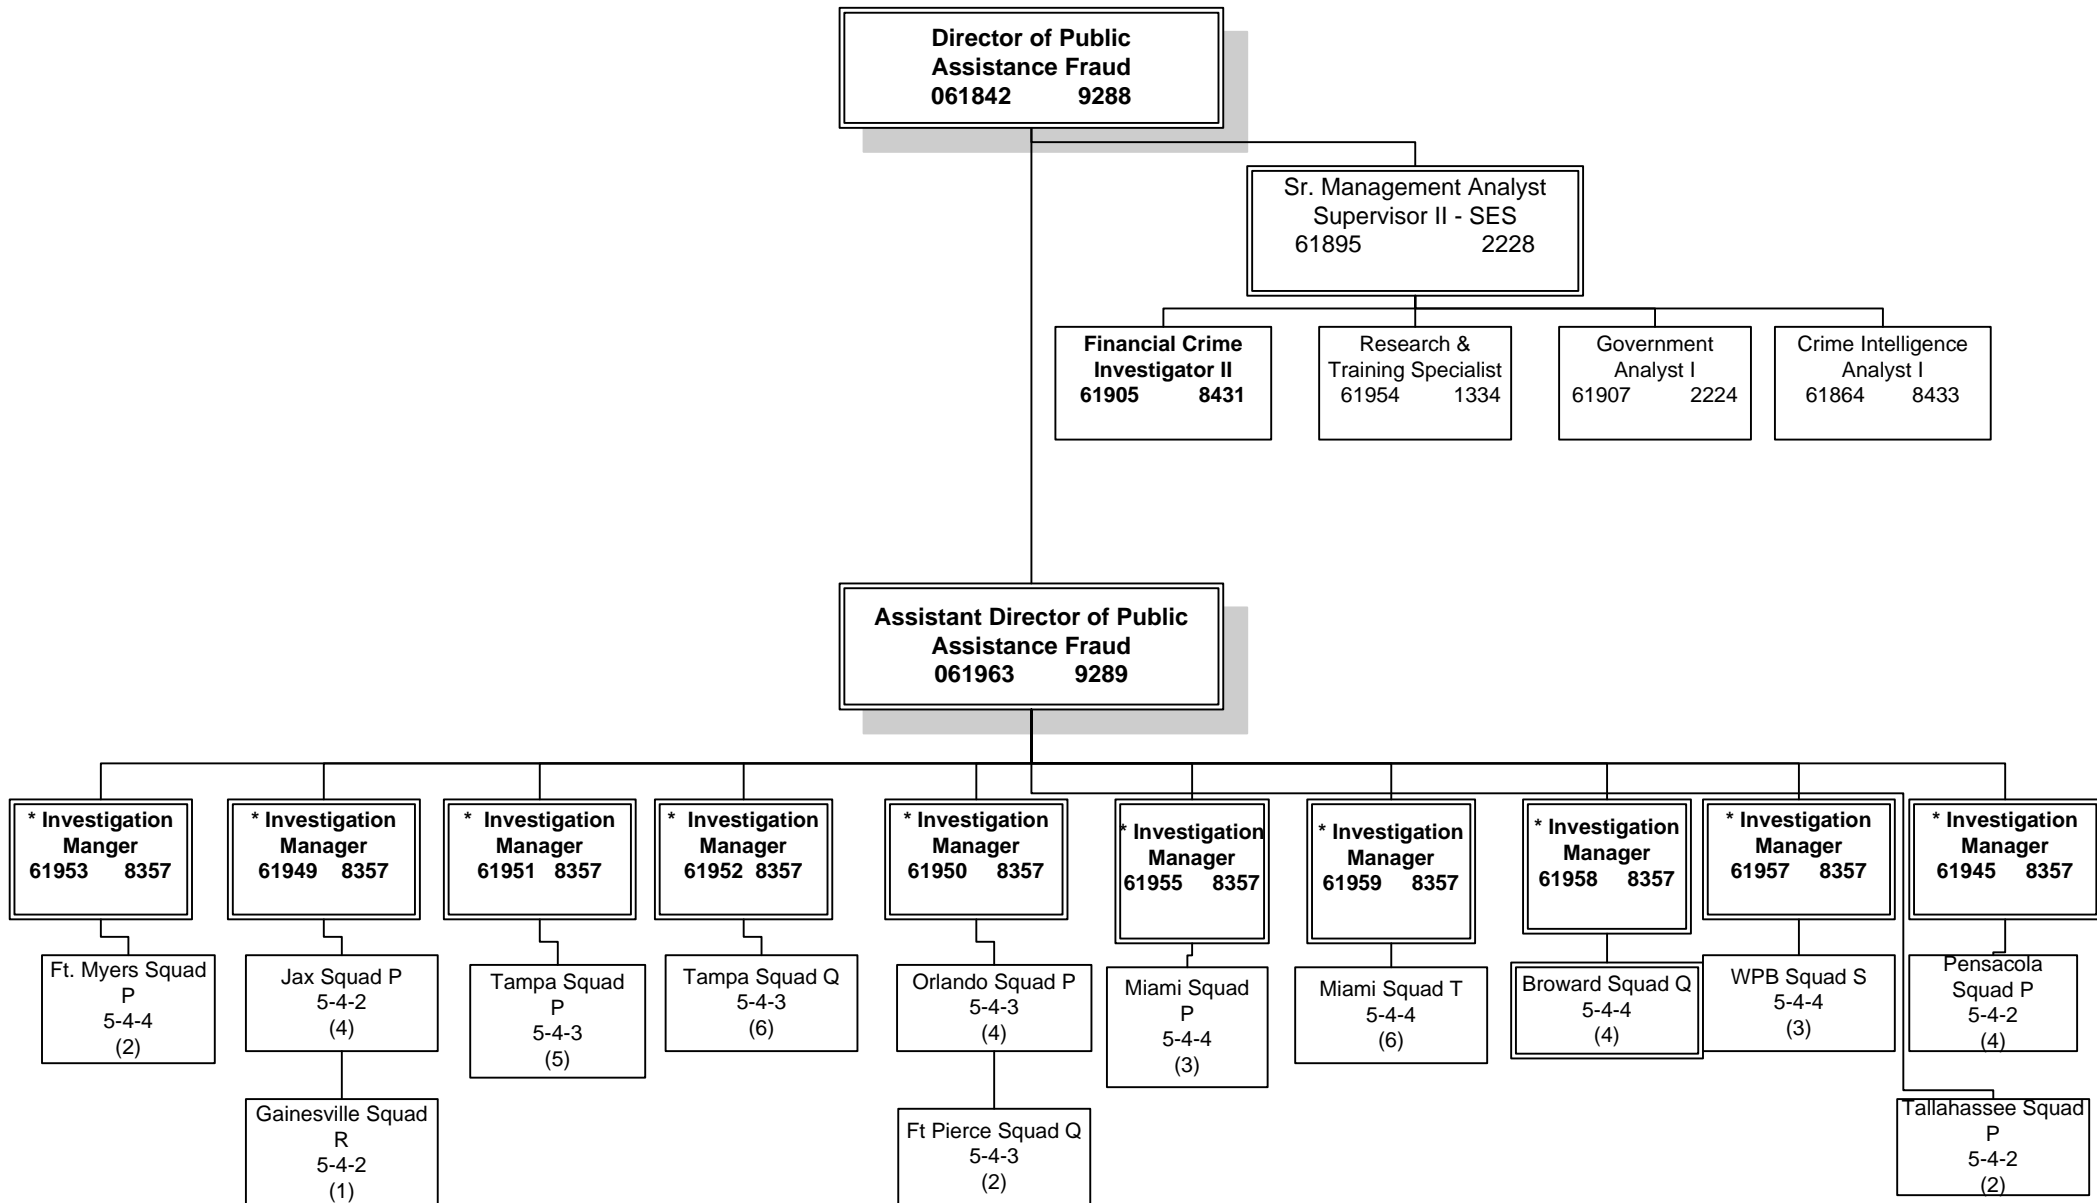 Director of Public
Assistance Fraud
061842 9288
Sr. Management Analyst
Supervisor II - SES
61895 2228
Financial Crime
Investigator II
61905 8431
Research &
Training Specialist
61954 1334
Government
Analyst I
61907 2224
Crime Intelligence
Analyst I
61864 8433
Assistant Director of Public
Assistance Fraud
061963 9289
* Investigation
Manger
61953 8357
* Investigation
Manager
61949 8357
* Investigation
Manager
61951 8357
* Investigation
Manager
61952 8357
* Investigation
Manager
61950 8357
* Investigation
Manager
61955 8357
* Investigation
Manager
61959 8357
* Investigation
Manager
61958 8357
* Investigation
Manager
61957 8357
* Investigation
Manager
61945 8357
Ft. Myers Squad
P
5-4-4
(2)
Jax Squad P
5-4-2
(4)
Tampa Squad
P
5-4-3
(5)
Tampa Squad Q
5-4-3
(6)
Orlando Squad P
5-4-3
(4)
Miami Squad
P
5-4-4
(3)
Miami Squad T
5-4-4
(6)
Broward Squad Q
5-4-4
(4)
WPB Squad S
5-4-4
(3)
Pensacola
Squad P
5-4-2
(4)
Gainesville Squad
R
5-4-2
(1)
Ft Pierce Squad Q
5-4-3
(2)
Tallahassee Squad
P
5-4-2
(2)